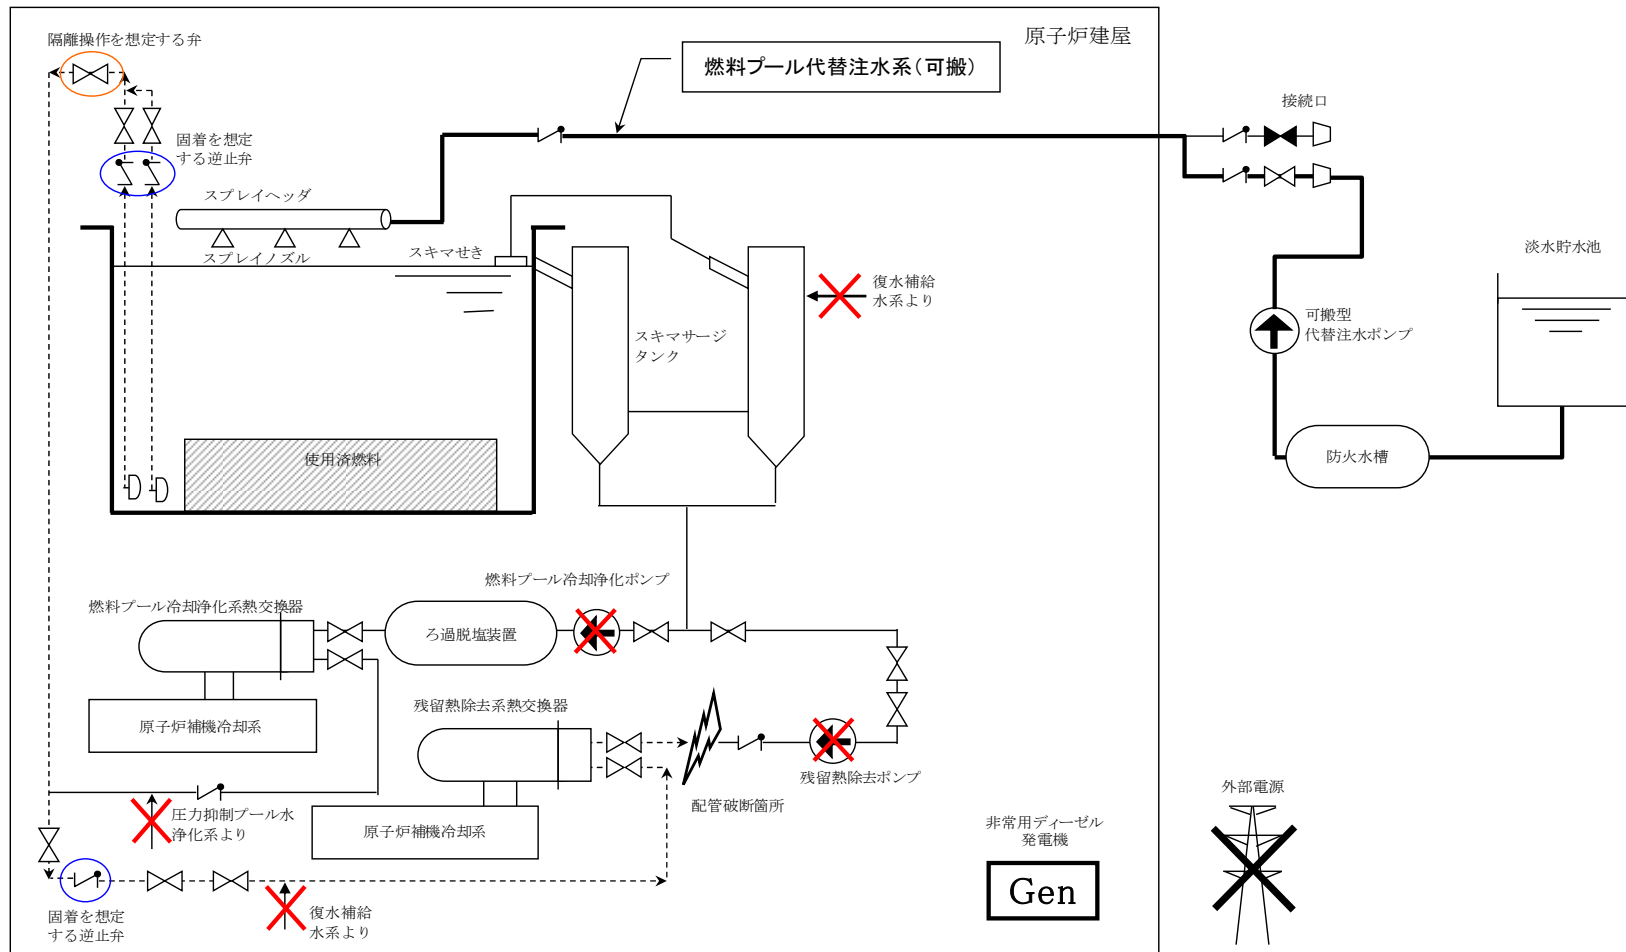 隔離操作を想定する弁
原子炉建屋
燃料プール代替注水系(可搬)
接続口
固着を想定
する逆止弁
スプレイヘッダ
スプレイノズル
スキマせき
復水補給
水系より
淡水貯水池
可搬型
代替注水ポンプ
スキマサージ
タンク
使用済燃料
防火水槽
燃料プール冷却浄化ポンプ
燃料プール冷却浄化系熱交換器
ろ過脱塩装置
原子炉補機冷却系
残留熱除去系熱交換器
残留熱除去ポンプ
配管破断箇所
圧力抑制プール水
浄化系より
原子炉補機冷却系
非常用ディーゼル
発電機
Gen
外部電源
固着を想定
する逆止弁
復水補給
水系より